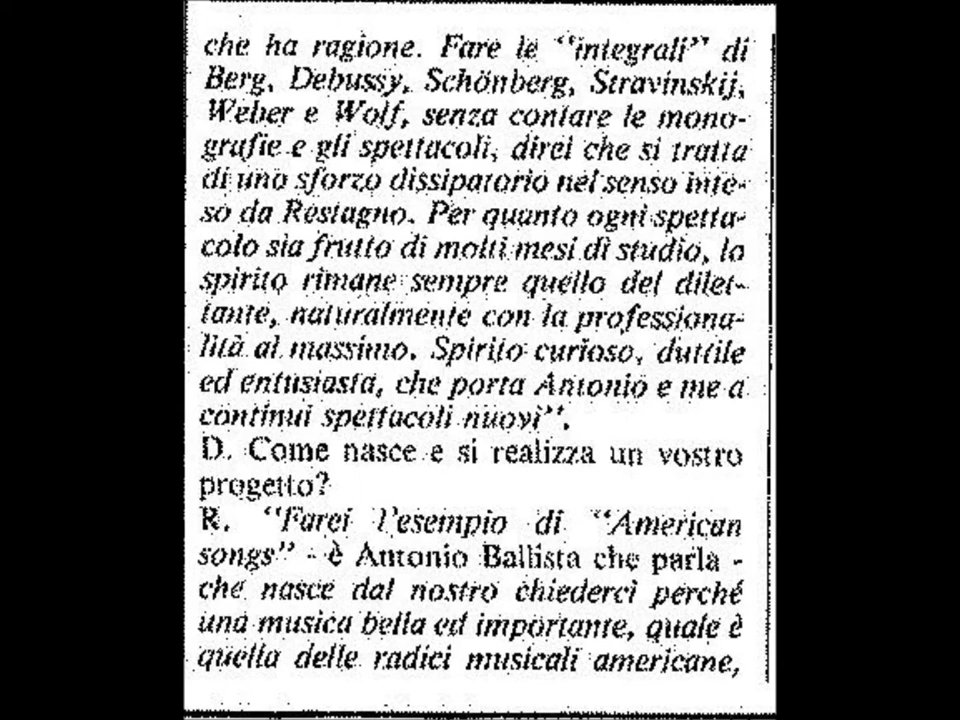 che ha ragione. Fare le "integrali" di
Berg, Debussy, Schönberg, Stravinskij,
Weber e Wolf, senza contare le mono-
grafie e gli spettacoli, direi che si tratta
di uno sforzo dissipatorio nel senso inte-
so da Restagno. Per quanto ogni spetta-
colo sia frutto di molti mesi di studio, lo
spirito rimane sempre quello del dilet-
tante, naturalmente con la professiona-
lità al massimo. Spirito curioso, duttile
ed entusiasta, che porta Antonio e me a
continui spettacoli nuovi".
D. Come nasce e si realizza un vostro
progetto?
R. "Farei l'esempio di "American
songs" - è Antonio Ballista che parla -
che nasce dal nostro chiederci perché
una musica bella ed importante, quale è
quella delle radici musicali americane,